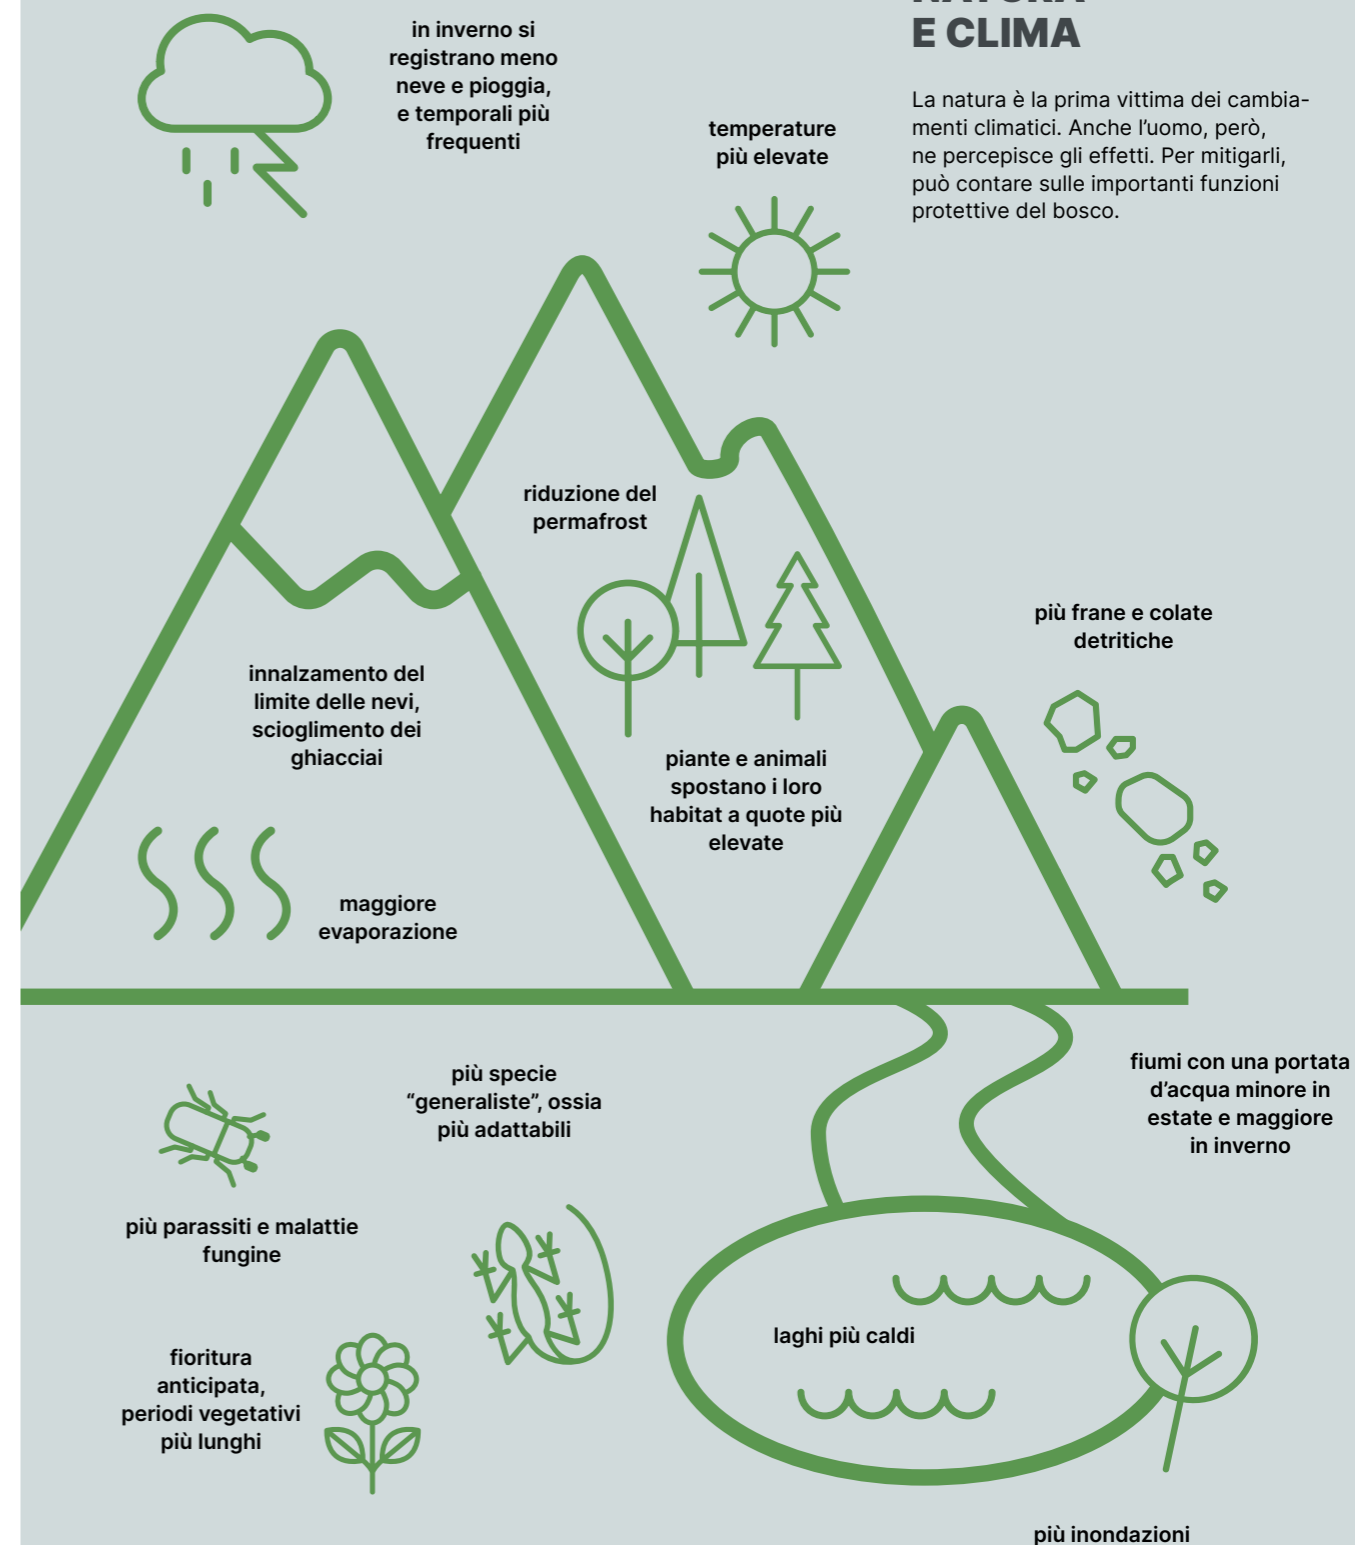 NATURA
E CLIMA
La natura è la prima vittima dei cambia-
menti climatici. Anche l’uomo, però,
ne percepisce gli effetti. Per mitigarli,
può contare sulle importanti funzioni
protettive del bosco.
in inverno si
registrano meno
neve e pioggia,
e temporali più
frequenti
temperature
più elevate
riduzione del
permafrost
più frane e colate
detritiche
innalzamento del
limite delle nevi,
scioglimento dei
ghiacciai
piante e animali
spostano i loro
habitat a quote più
elevate
maggiore
evaporazione
più specie
“generaliste”, ossia
più adattabili
fiumi con una portata
d’acqua minore in
estate e maggiore
in inverno
più parassiti e malattie
fungine
laghi più caldi
fioritura
anticipata,
periodi vegetativi
più lunghi
più inondazioni